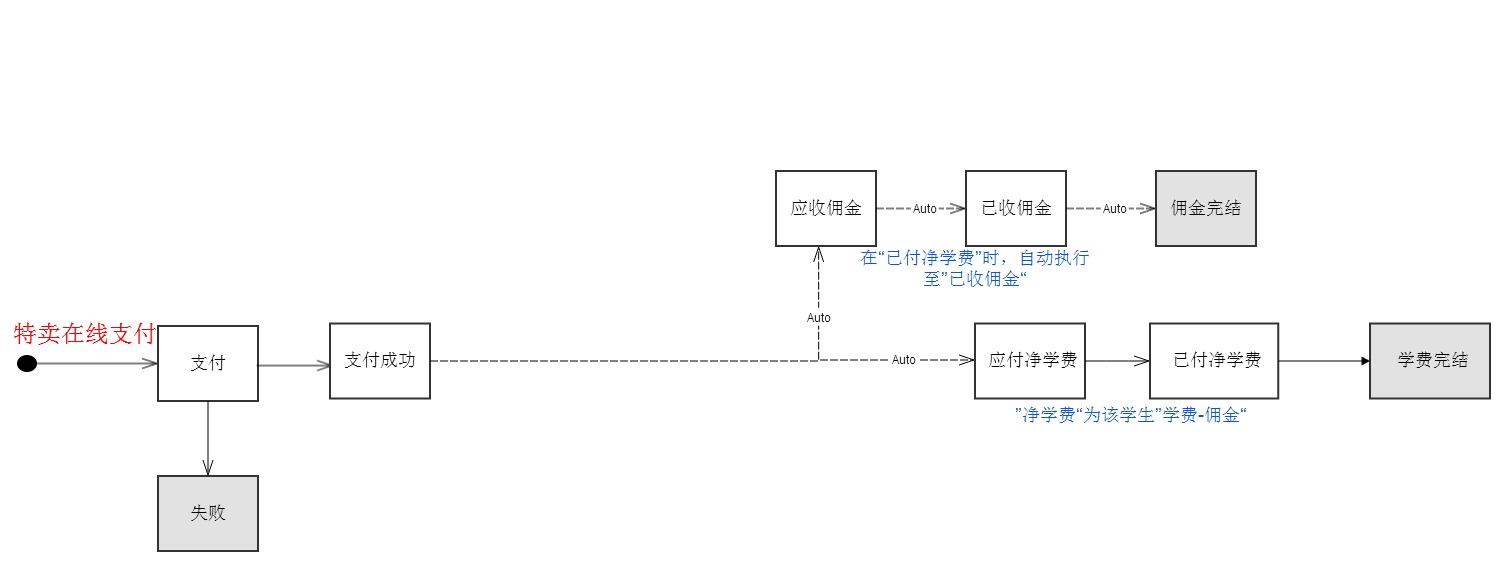 应收佣金
Auto
已收佣金
Auto
佣金完结
在“已付净学费”时，自动执行
至”已收佣金“
Auto
特卖在线支付
支付
支付成功
Auto
应付净学费
已付净学费
学费完结
”净学费“为该学生”学费-佣金“
失败